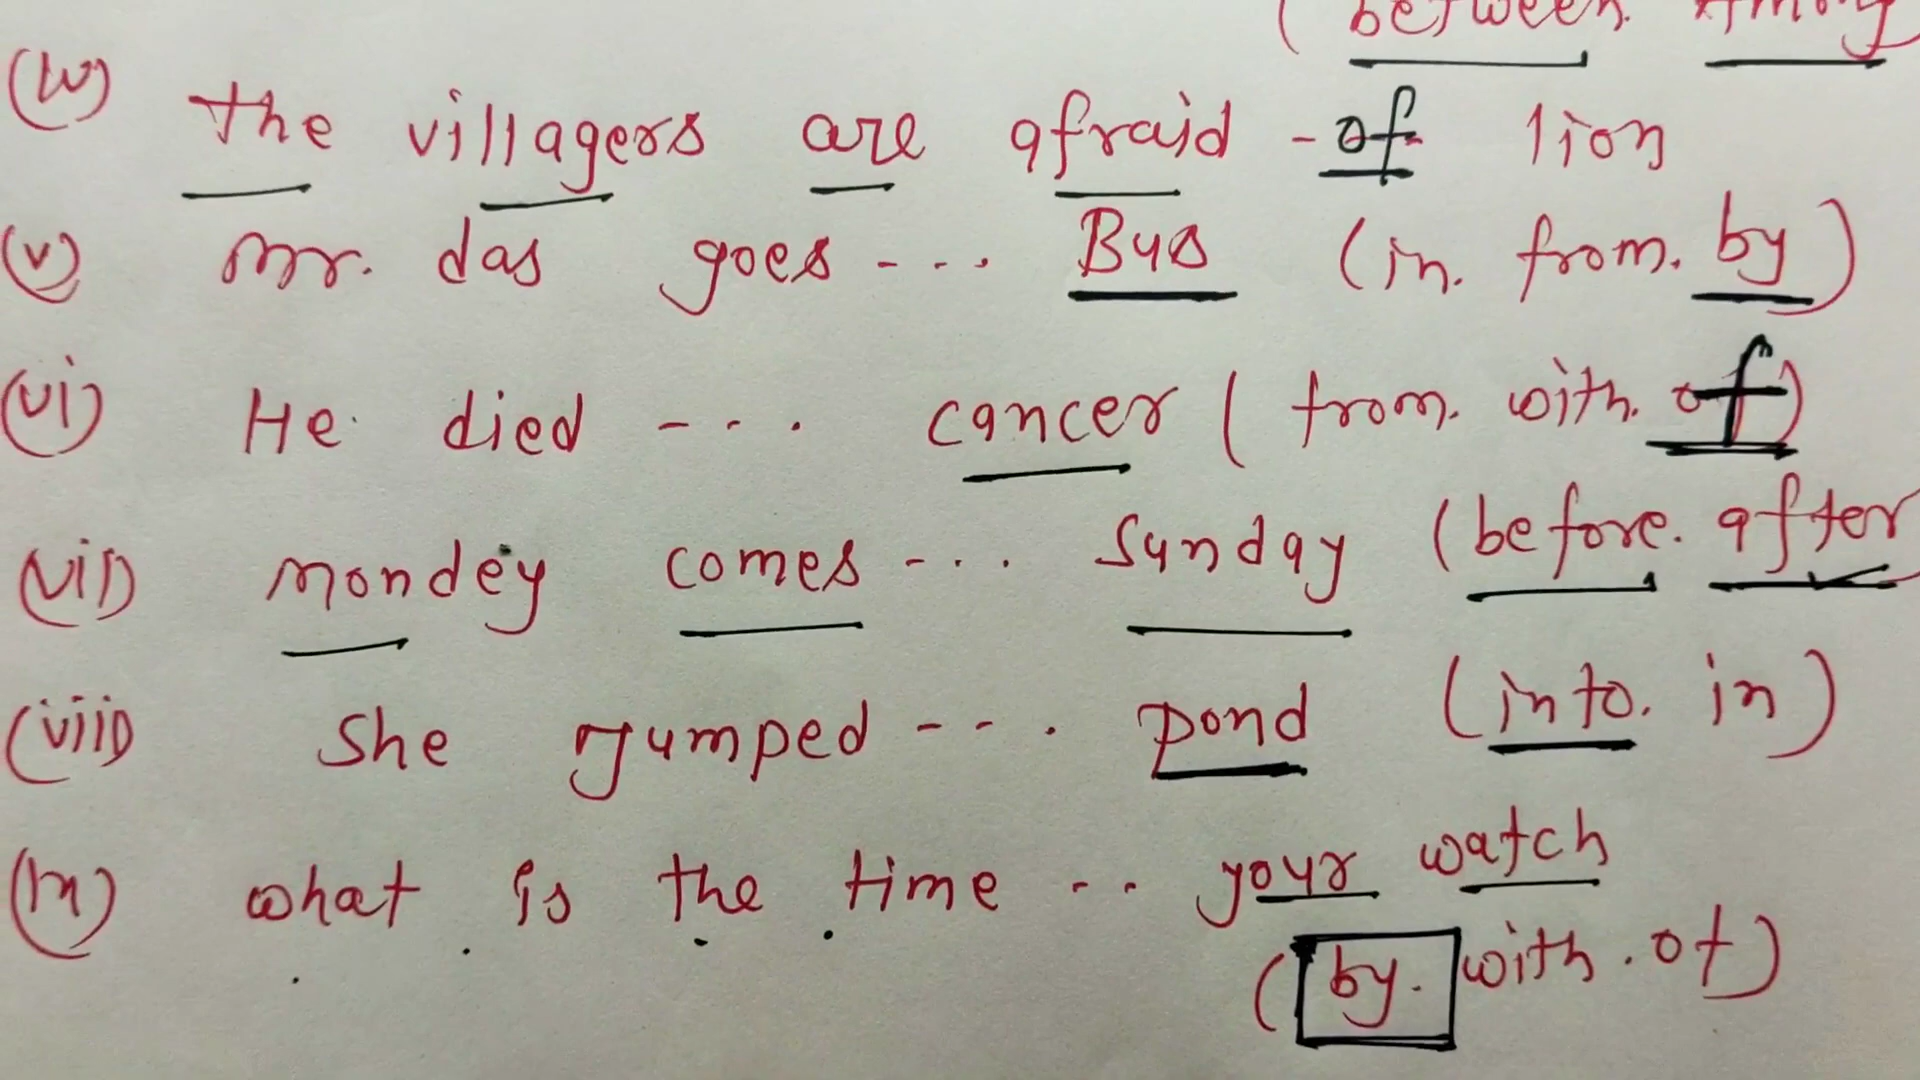 (between. Among
(iv) the villagers are afraid - of lion
(v) Mr. das goes - - - . Bus (in. from. by)
(vi) He died - - - . cancer ( from. with. of)
(vii) mondey comes - - - . Sunday (before. after
(viii) She jumped - - - . pond (into. in)
(ix) what is the time - - your watch
(by. with. of)